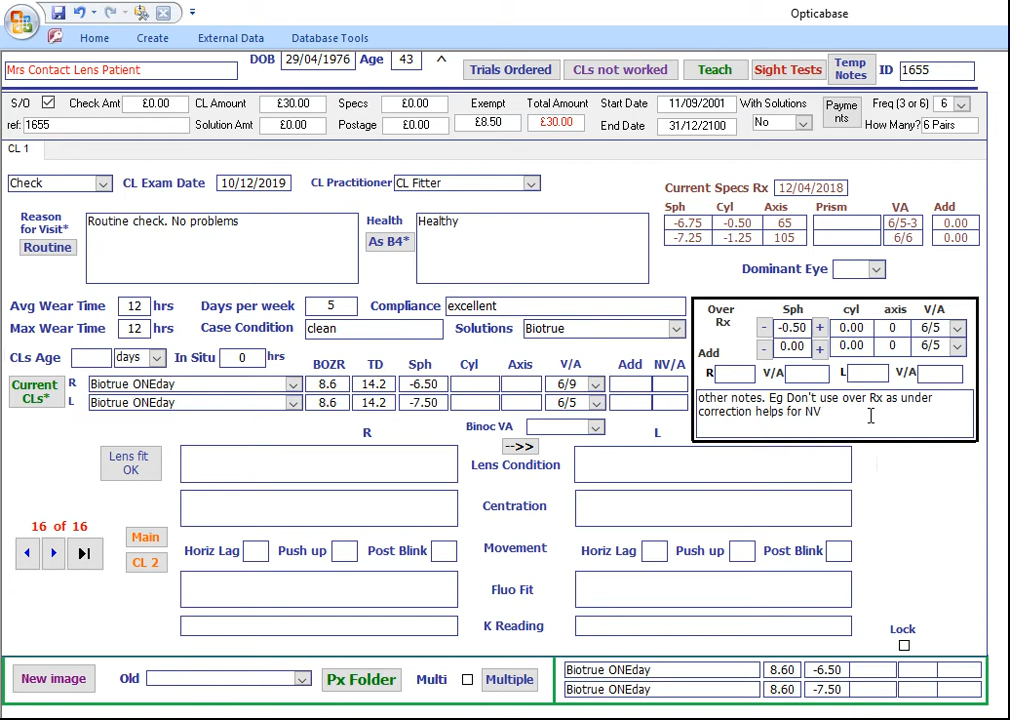 Opticabase
Home Create External Data Database Tools
Mrs Contact Lens Patient DOB 29/04/1976 Age 43 Trials Ordered CLs not worked Teach Sight Tests Temp Notes ID 1655
S/O Check Amt £0.00 CL Amount £30.00 Specs £0.00 Exempt Total Amount Start Date 11/09/2001 With Solutions Payme nts Freq (3 or 6) 6
ref: 1655 Solution Amt £0.00 Postage £0.00 £8.50 £30.00 End Date 31/12/2100 No How Many? 6 Pairs
CL 1
Check CL Exam Date 10/12/2019 CL Practitioner CL Fitter Current Specs Rx 12/04/2018
Sph Cyl Axis Prism VA Add
Reason for Visit* Routine check. No problems Health Healthy -6.75 -0.50 65 6/5-3 0.00
Routine As B4* -7.25 -1.25 105 6/6 0.00
Dominant Eye
Avg Wear Time 12 hrs Days per week 5 Compliance excellent
Max Wear Time 12 hrs Case Condition clean Solutions Biotrue
Over Rx Sph cyl axis V/A
- -0.50 + 0.00 0 6/5
- 0.00 + 0.00 0 6/5
Add
R V/A L V/A
other notes. Eg Don't use over Rx as under
correction helps for NV
CLs Age days In Situ 0 hrs BOZR TD Sph Cyl Axis V/A Add NV/A
Current CLs* R Biotrue ONEday 8.6 14.2 -6.50 6/9
L Biotrue ONEday 8.6 14.2 -7.50 6/5
Binoc VA
R -->> L
Lens fit OK Lens Condition
Centration
16 of 16 Main
CL 2
Horiz Lag Push up Post Blink Movement Horiz Lag Push up Post Blink
Fluo Fit
K Reading
Lock
New image Old Px Folder Multi Multiple
Biotrue ONEday 8.60 -6.50
Biotrue ONEday 8.60 -7.50